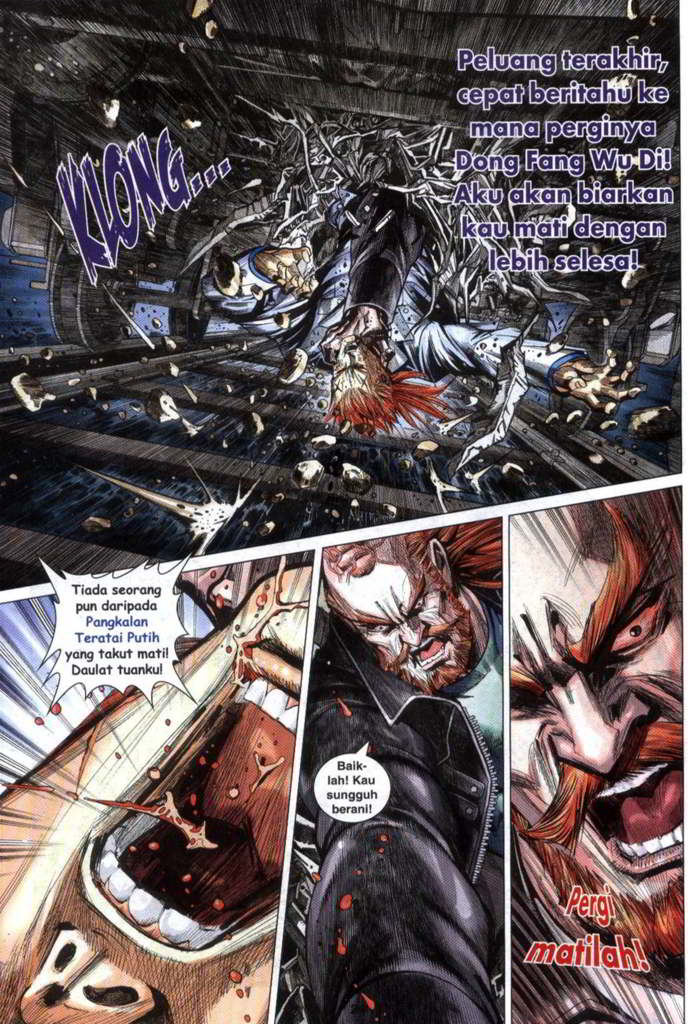 Peluang terakhir,
cepat beritahu ke
mana perginya
Dong Fang Wu Di!
Aku akan biarkan
kau mati dengan
lebih selesa!
KLONG...
Tiada seorang
pun daripada
Pangkalan
Teratai Putih
yang takut mati!
Daulat tuanku!
Baik-
lah! Kau
sungguh
berani!
Pergi
matilah!